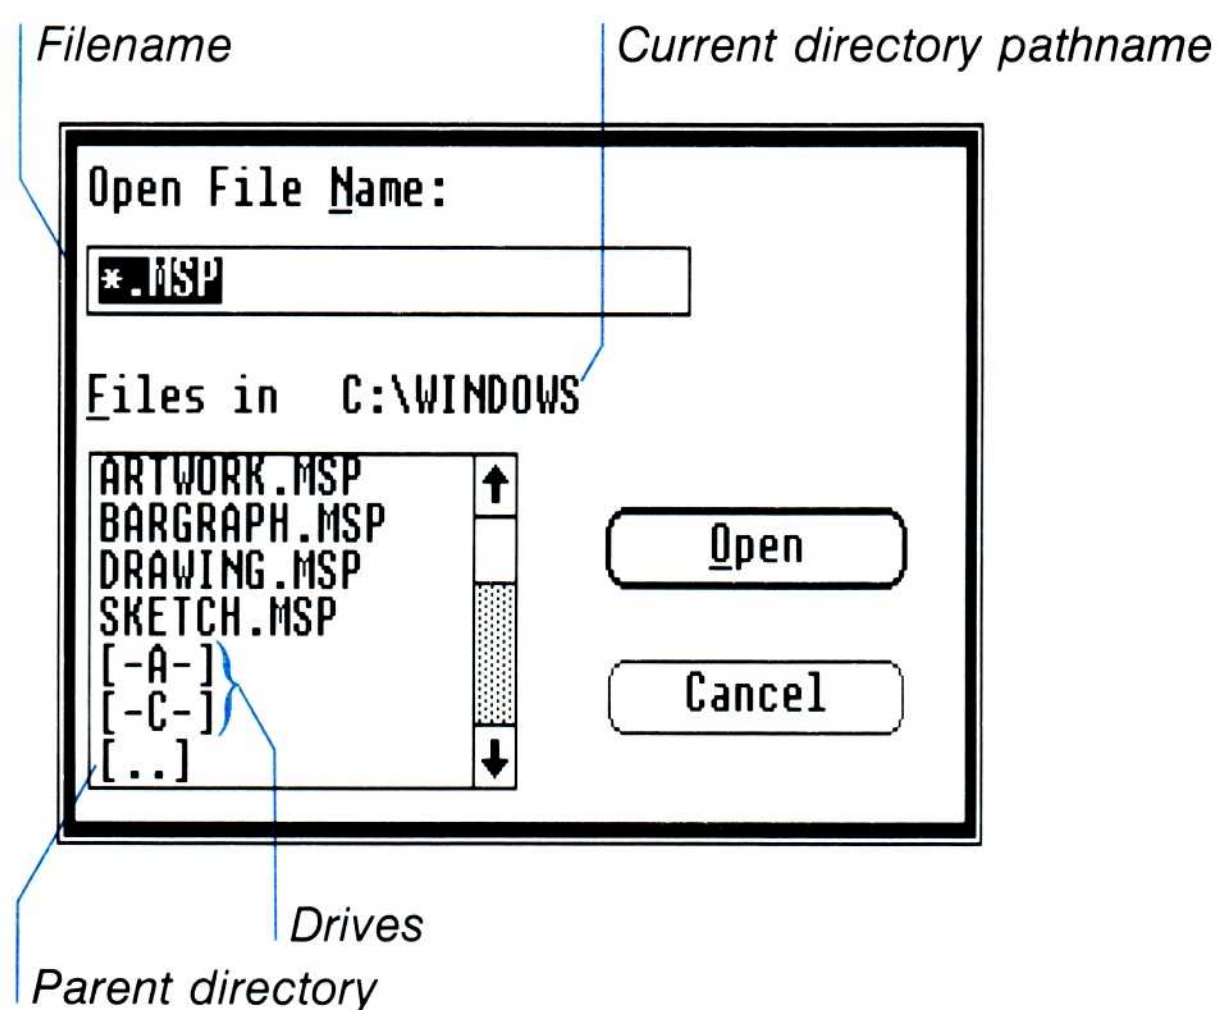 Filename
Current directory pathname
Open File Name:
*.MSP
Files in C:\WINDOWS
ARTWORK.MSP
BARGRAPH.MSP
DRAWING.MSP
SKETCH.MSP
[-A-]
[-C-]
[..]
Open
Cancel
Drives
Parent directory